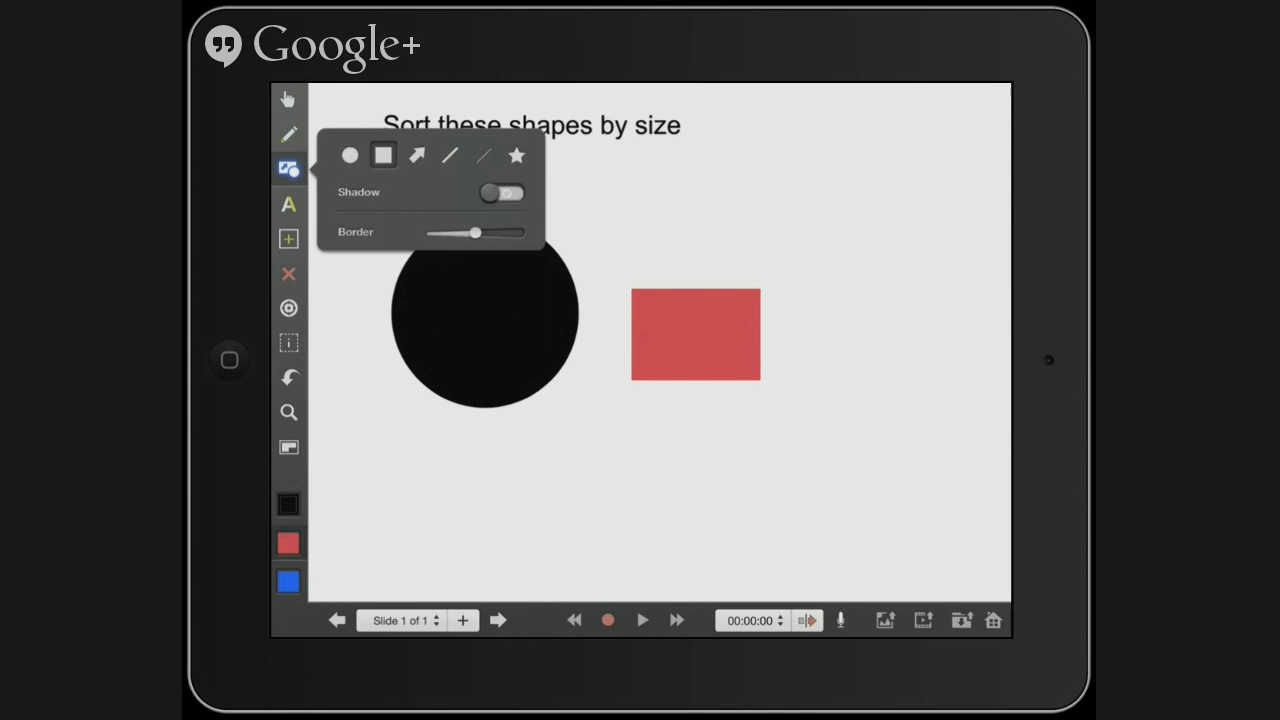 Google+
Sort these shapes by size
Shadow
Border
A
Slide 1 of 1
00:00:00